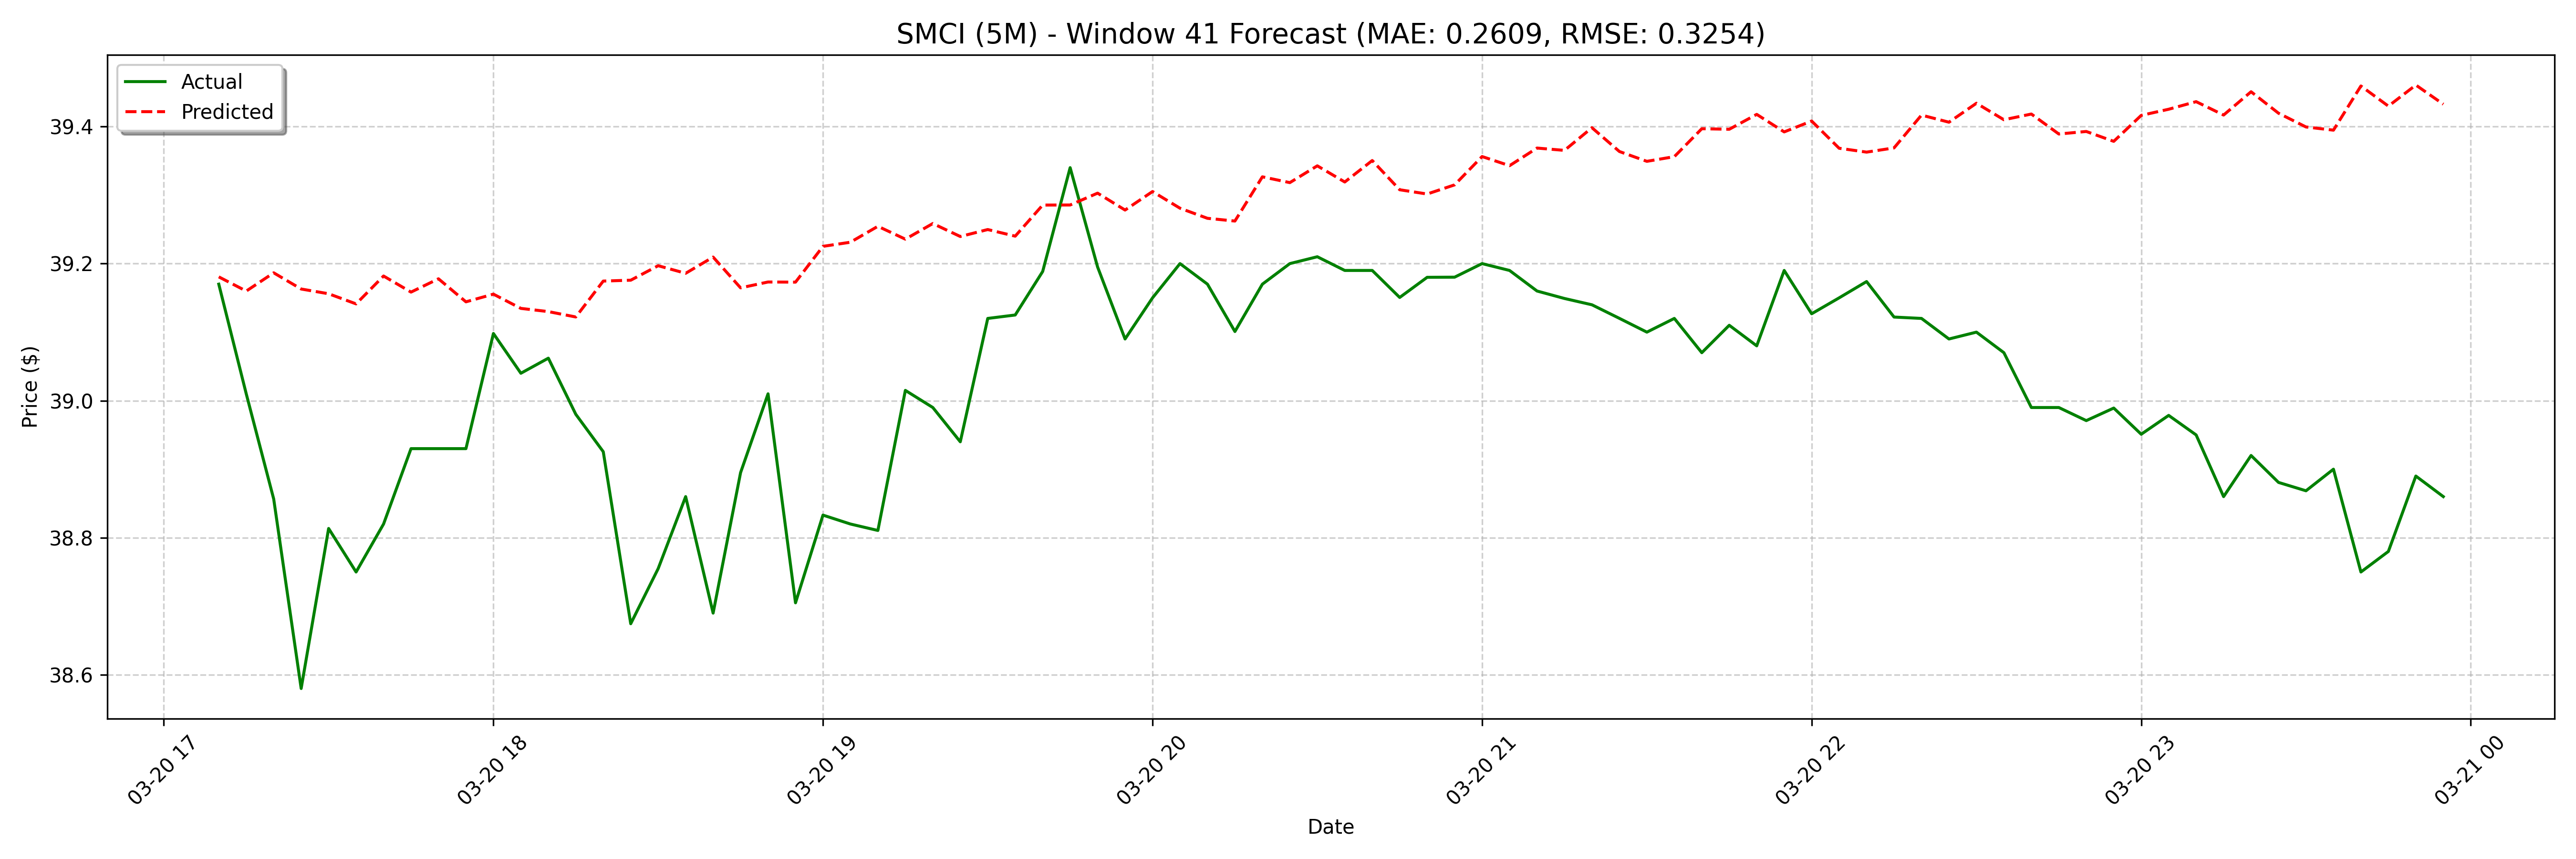 SMCI (5M) - Window 41 Forecast (MAE: 0.2609, RMSE: 0.3254)
Actual
Predicted
39.4
39.2
39.0
38.8
38.6
Price ($)
03-20 17
03-20 18
03-20 19
03-20 20
03-20 21
03-20 22
03-20 23
03-21 00
Date